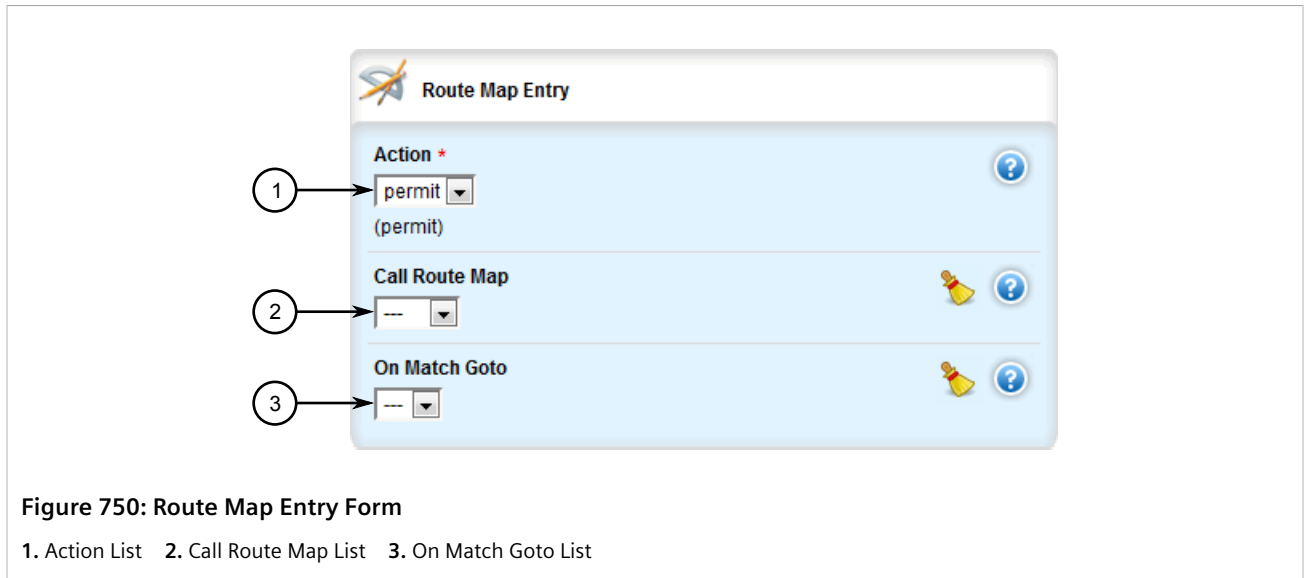 Route Map Entry
Action *
1
permit
(permit)
Call Route Map
2
---
On Match Goto
3
---
Figure 750: Route Map Entry Form
1. Action List 2. Call Route Map List 3. On Match Goto List